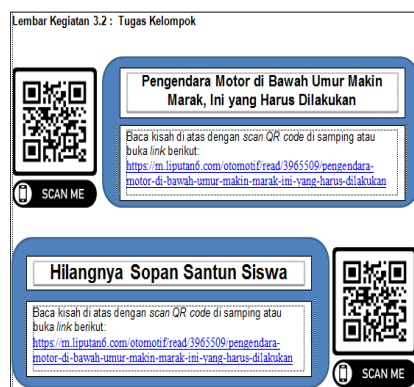 Lembar Kegiatan 3.2 : Tugas Kelompok
Pengendara Motor di Bawah Umur Makin
Marak, Ini yang Harus Dilakukan
Baca kisah di atas dengan scan QR code di samping atau
buka link berikut:
https://m.liputan6.com/otomotif/read/3965509/pengendara-
motor-di-bawah-umur-makin-marak-ini-yang-harus-dilakukan
SCAN ME
Hilangnya Sopan Santun Siswa
Baca kisah di atas dengan scan QR code di samping atau
buka link berikut:
https://m.liputan6.com/otomotif/read/3965509/pengendara-
motor-di-bawah-umur-makin-marak-ini-yang-harus-dilakukan
SCAN ME